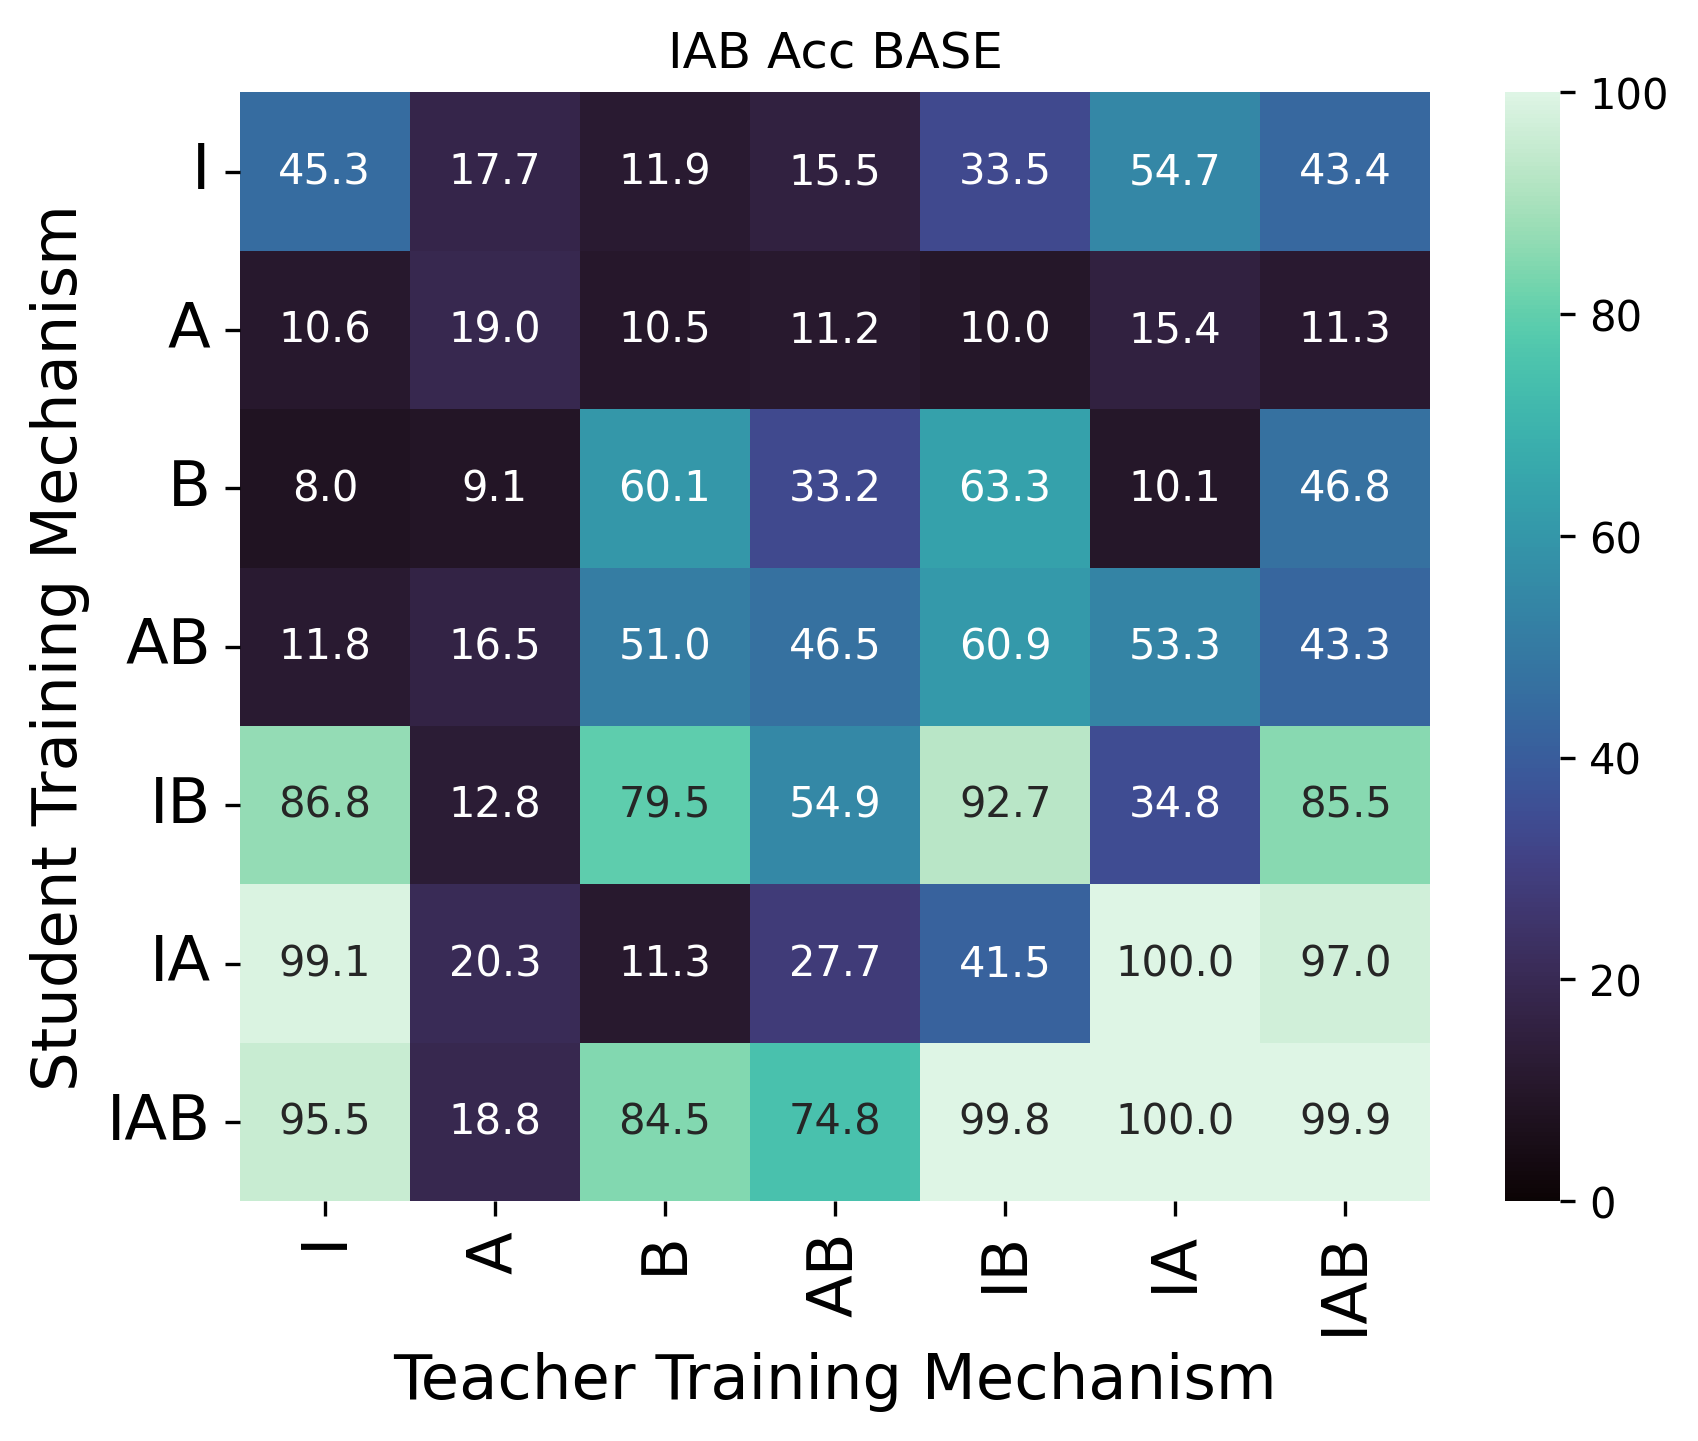 IAB Acc BASE
I 45.3 17.7 11.9 15.5 33.5 54.7 43.4
A 10.6 19.0 10.5 11.2 10.0 15.4 11.3
B 8.0 9.1 60.1 33.2 63.3 10.1 46.8
AB 11.8 16.5 51.0 46.5 60.9 53.3 43.3
IB 86.8 12.8 79.5 54.9 92.7 34.8 85.5
IA 99.1 20.3 11.3 27.7 41.5 100.0 97.0
IAB 95.5 18.8 84.5 74.8 99.8 100.0 99.9
I A B AB IB IA IAB
Student Training Mechanism
Teacher Training Mechanism
100
80
60
40
20
0